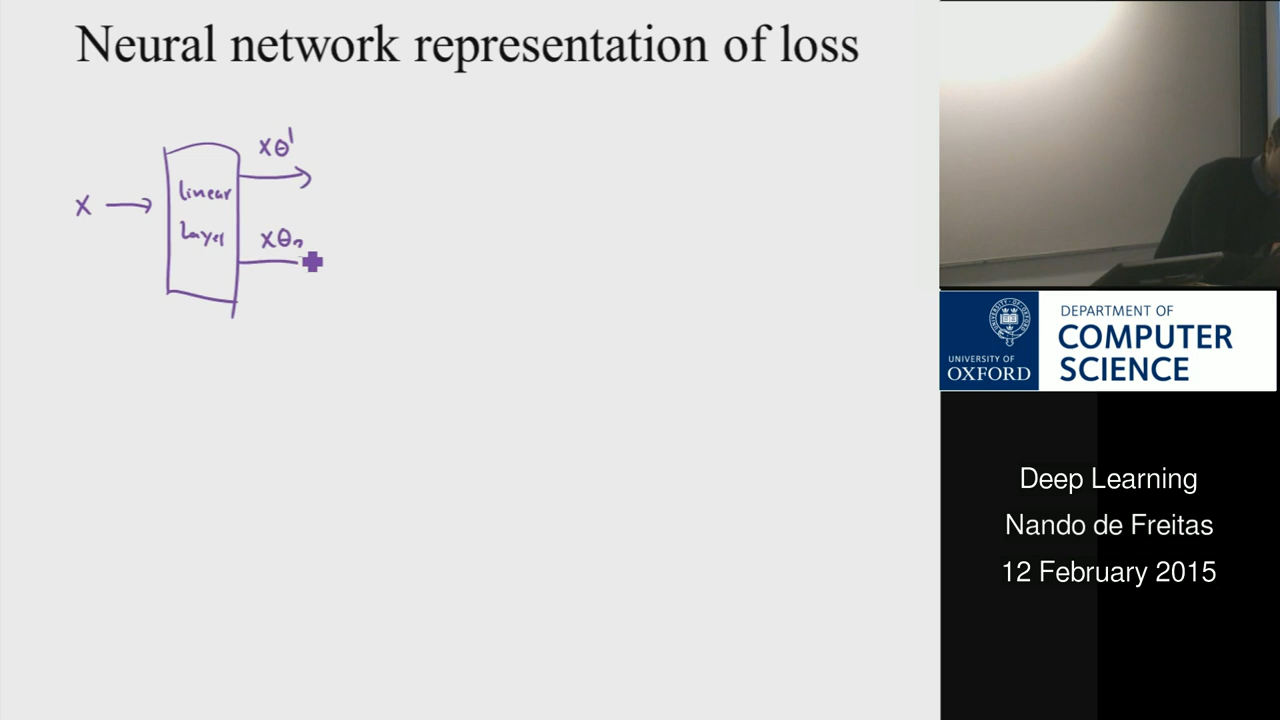 Neural network representation of loss
xθ1
x
linear
layer
xθ2
UNIVERSITY OF
OXFORD
DEPARTMENT OF
COMPUTER
SCIENCE
Deep Learning
Nando de Freitas
12 February 2015